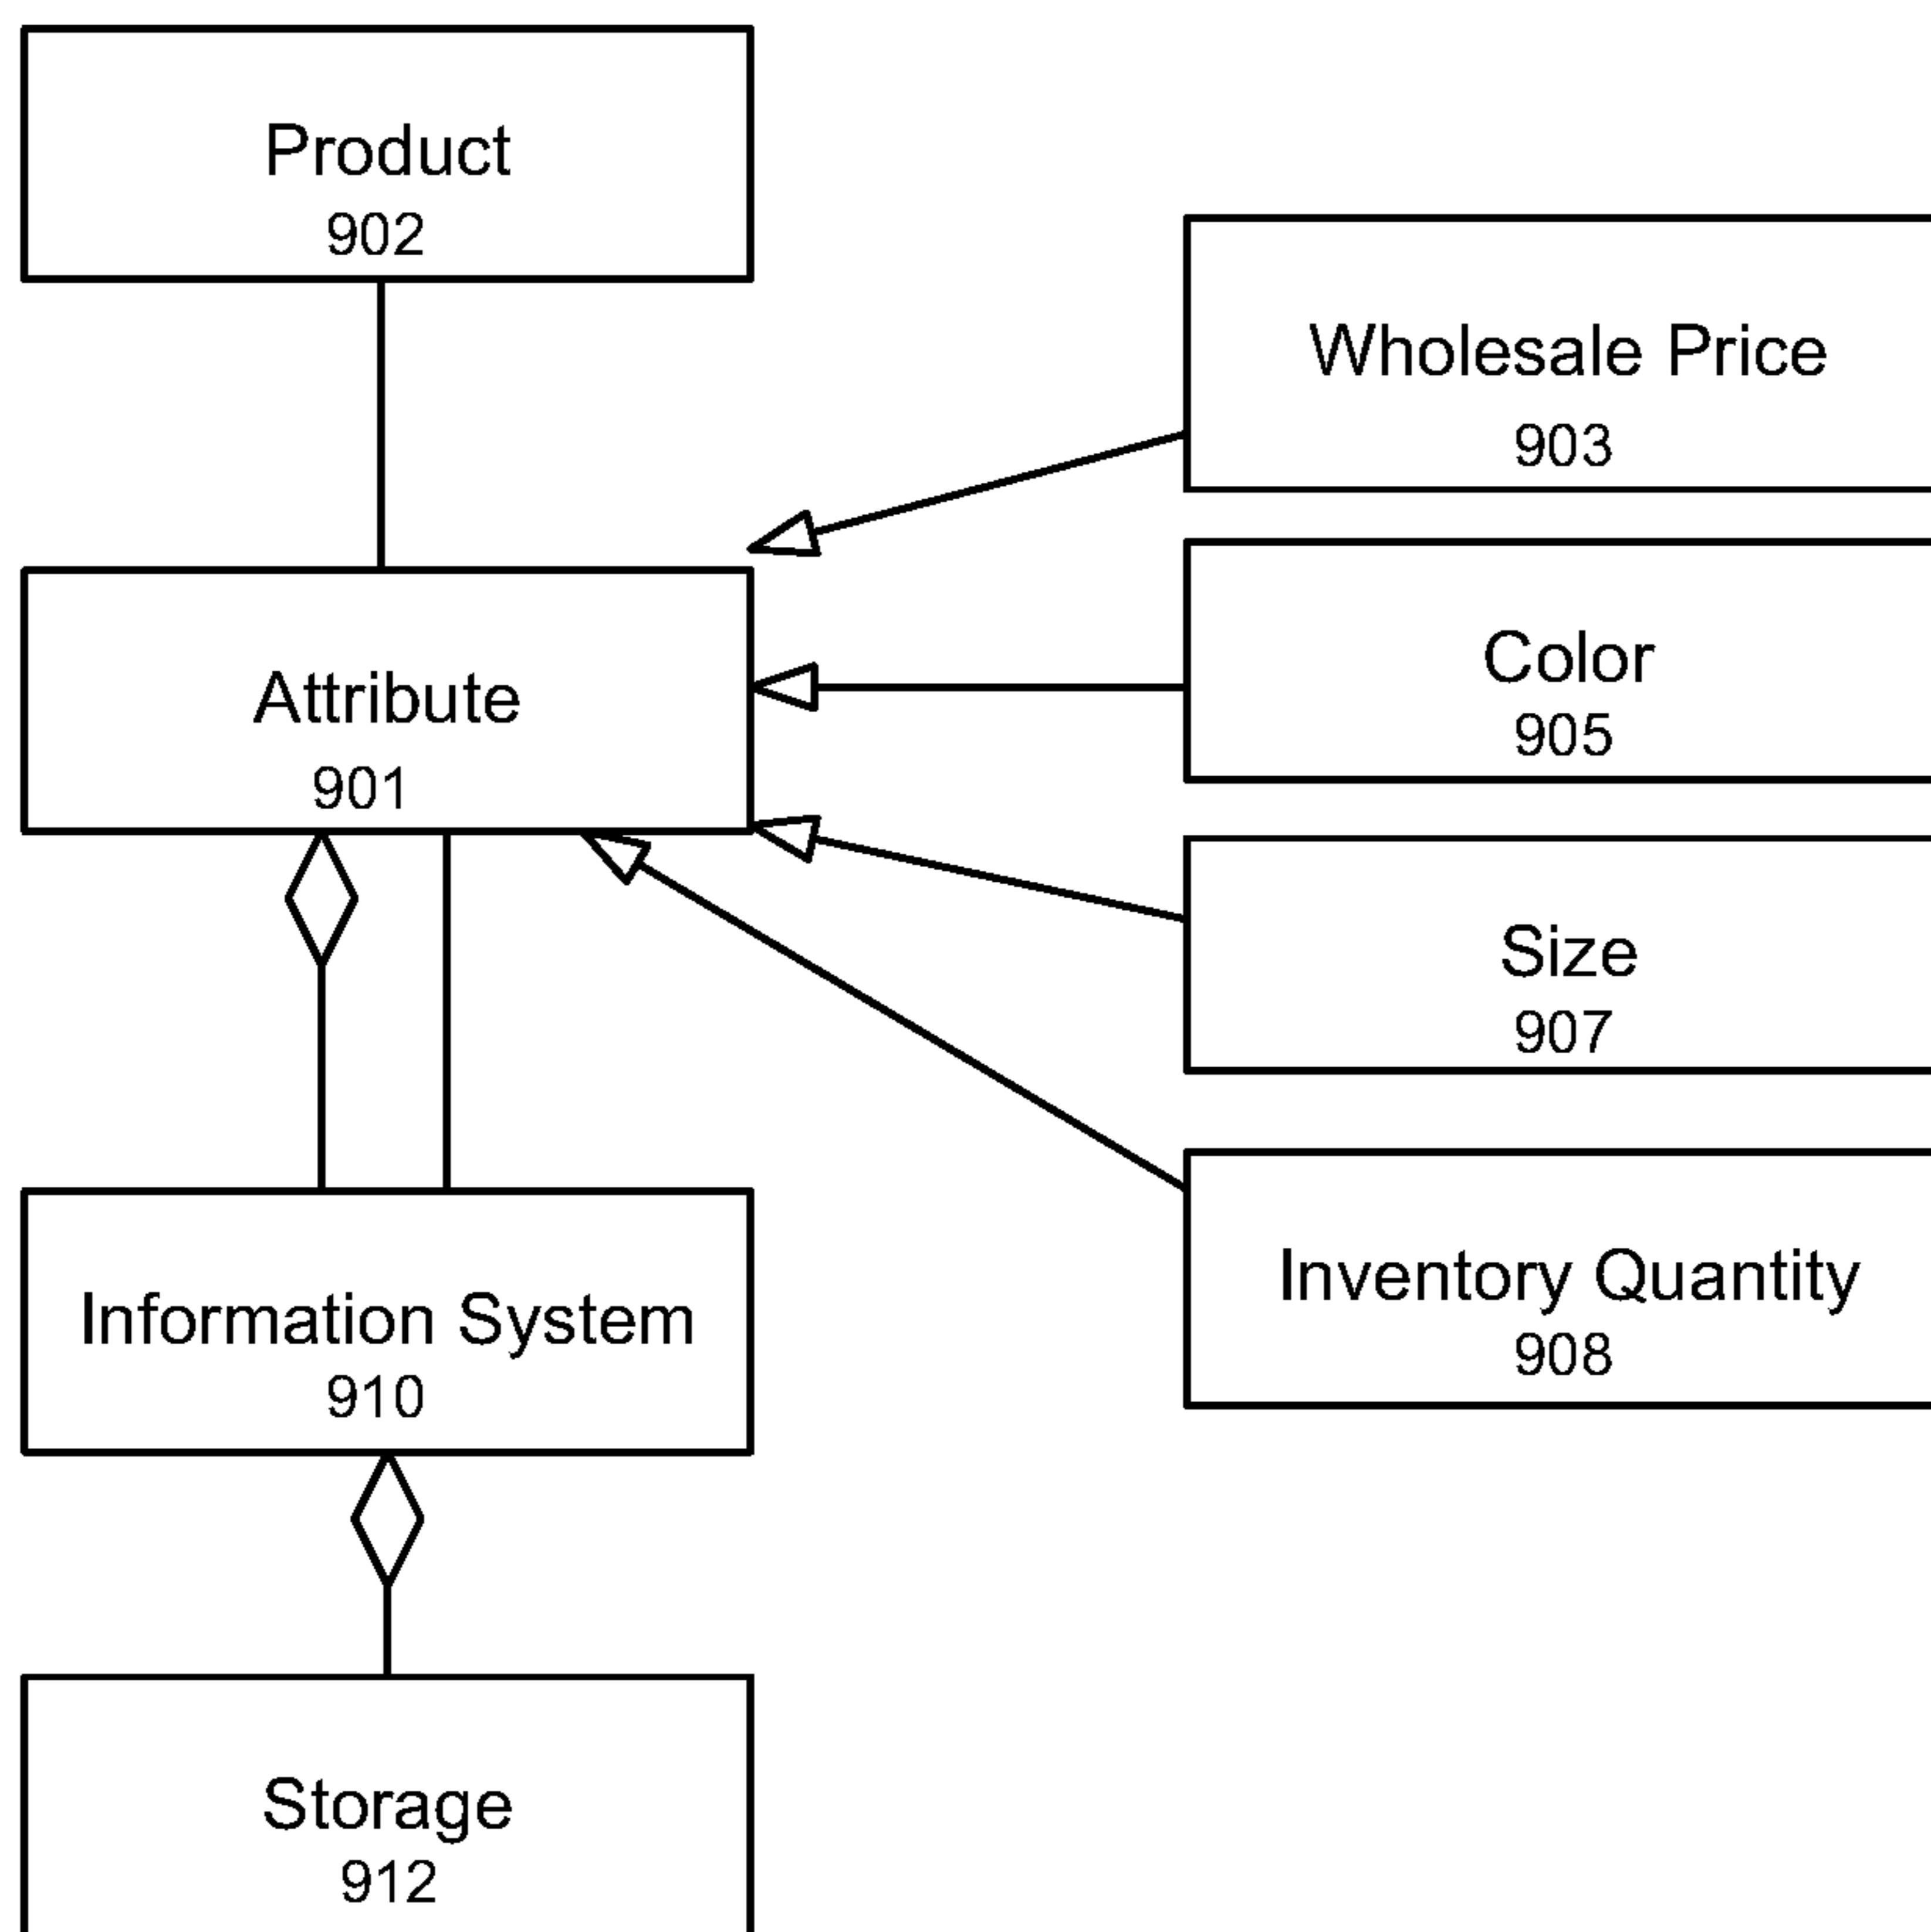 Product
902
Wholesale Price
903
Attribute
901
Color
905
Size
907
Information System
910
Inventory Quantity
908
Storage
912